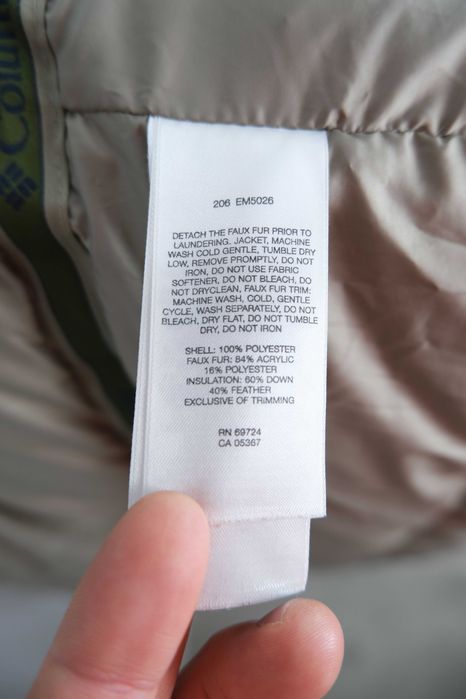 Colum
206 EM5026
DETACH THE FAUX FUR PRIOR TO
LAUNDERING. JACKET, MACHINE
WASH COLD GENTLE, TUMBLE DRY
LOW, REMOVE PROMPTLY, DO NOT
IRON, DO NOT USE FABRIC
SOFTENER, DO NOT BLEACH, DO
NOT DRYCLEAN, FAUX FUR TRIM:
MACHINE WASH, COLD, GENTLE
CYCLE, WASH SEPARATELY, DO NOT
BLEACH, DRY FLAT, DO NOT TUMBLE
DRY, DO NOT IRON
SHELL: 100% POLYESTER
FAUX FUR: 84% ACRYLIC
16% POLYESTER
INSULATION: 60% DOWN
40% FEATHER
EXCLUSIVE OF TRIMMING
RN 69724
CA 05367